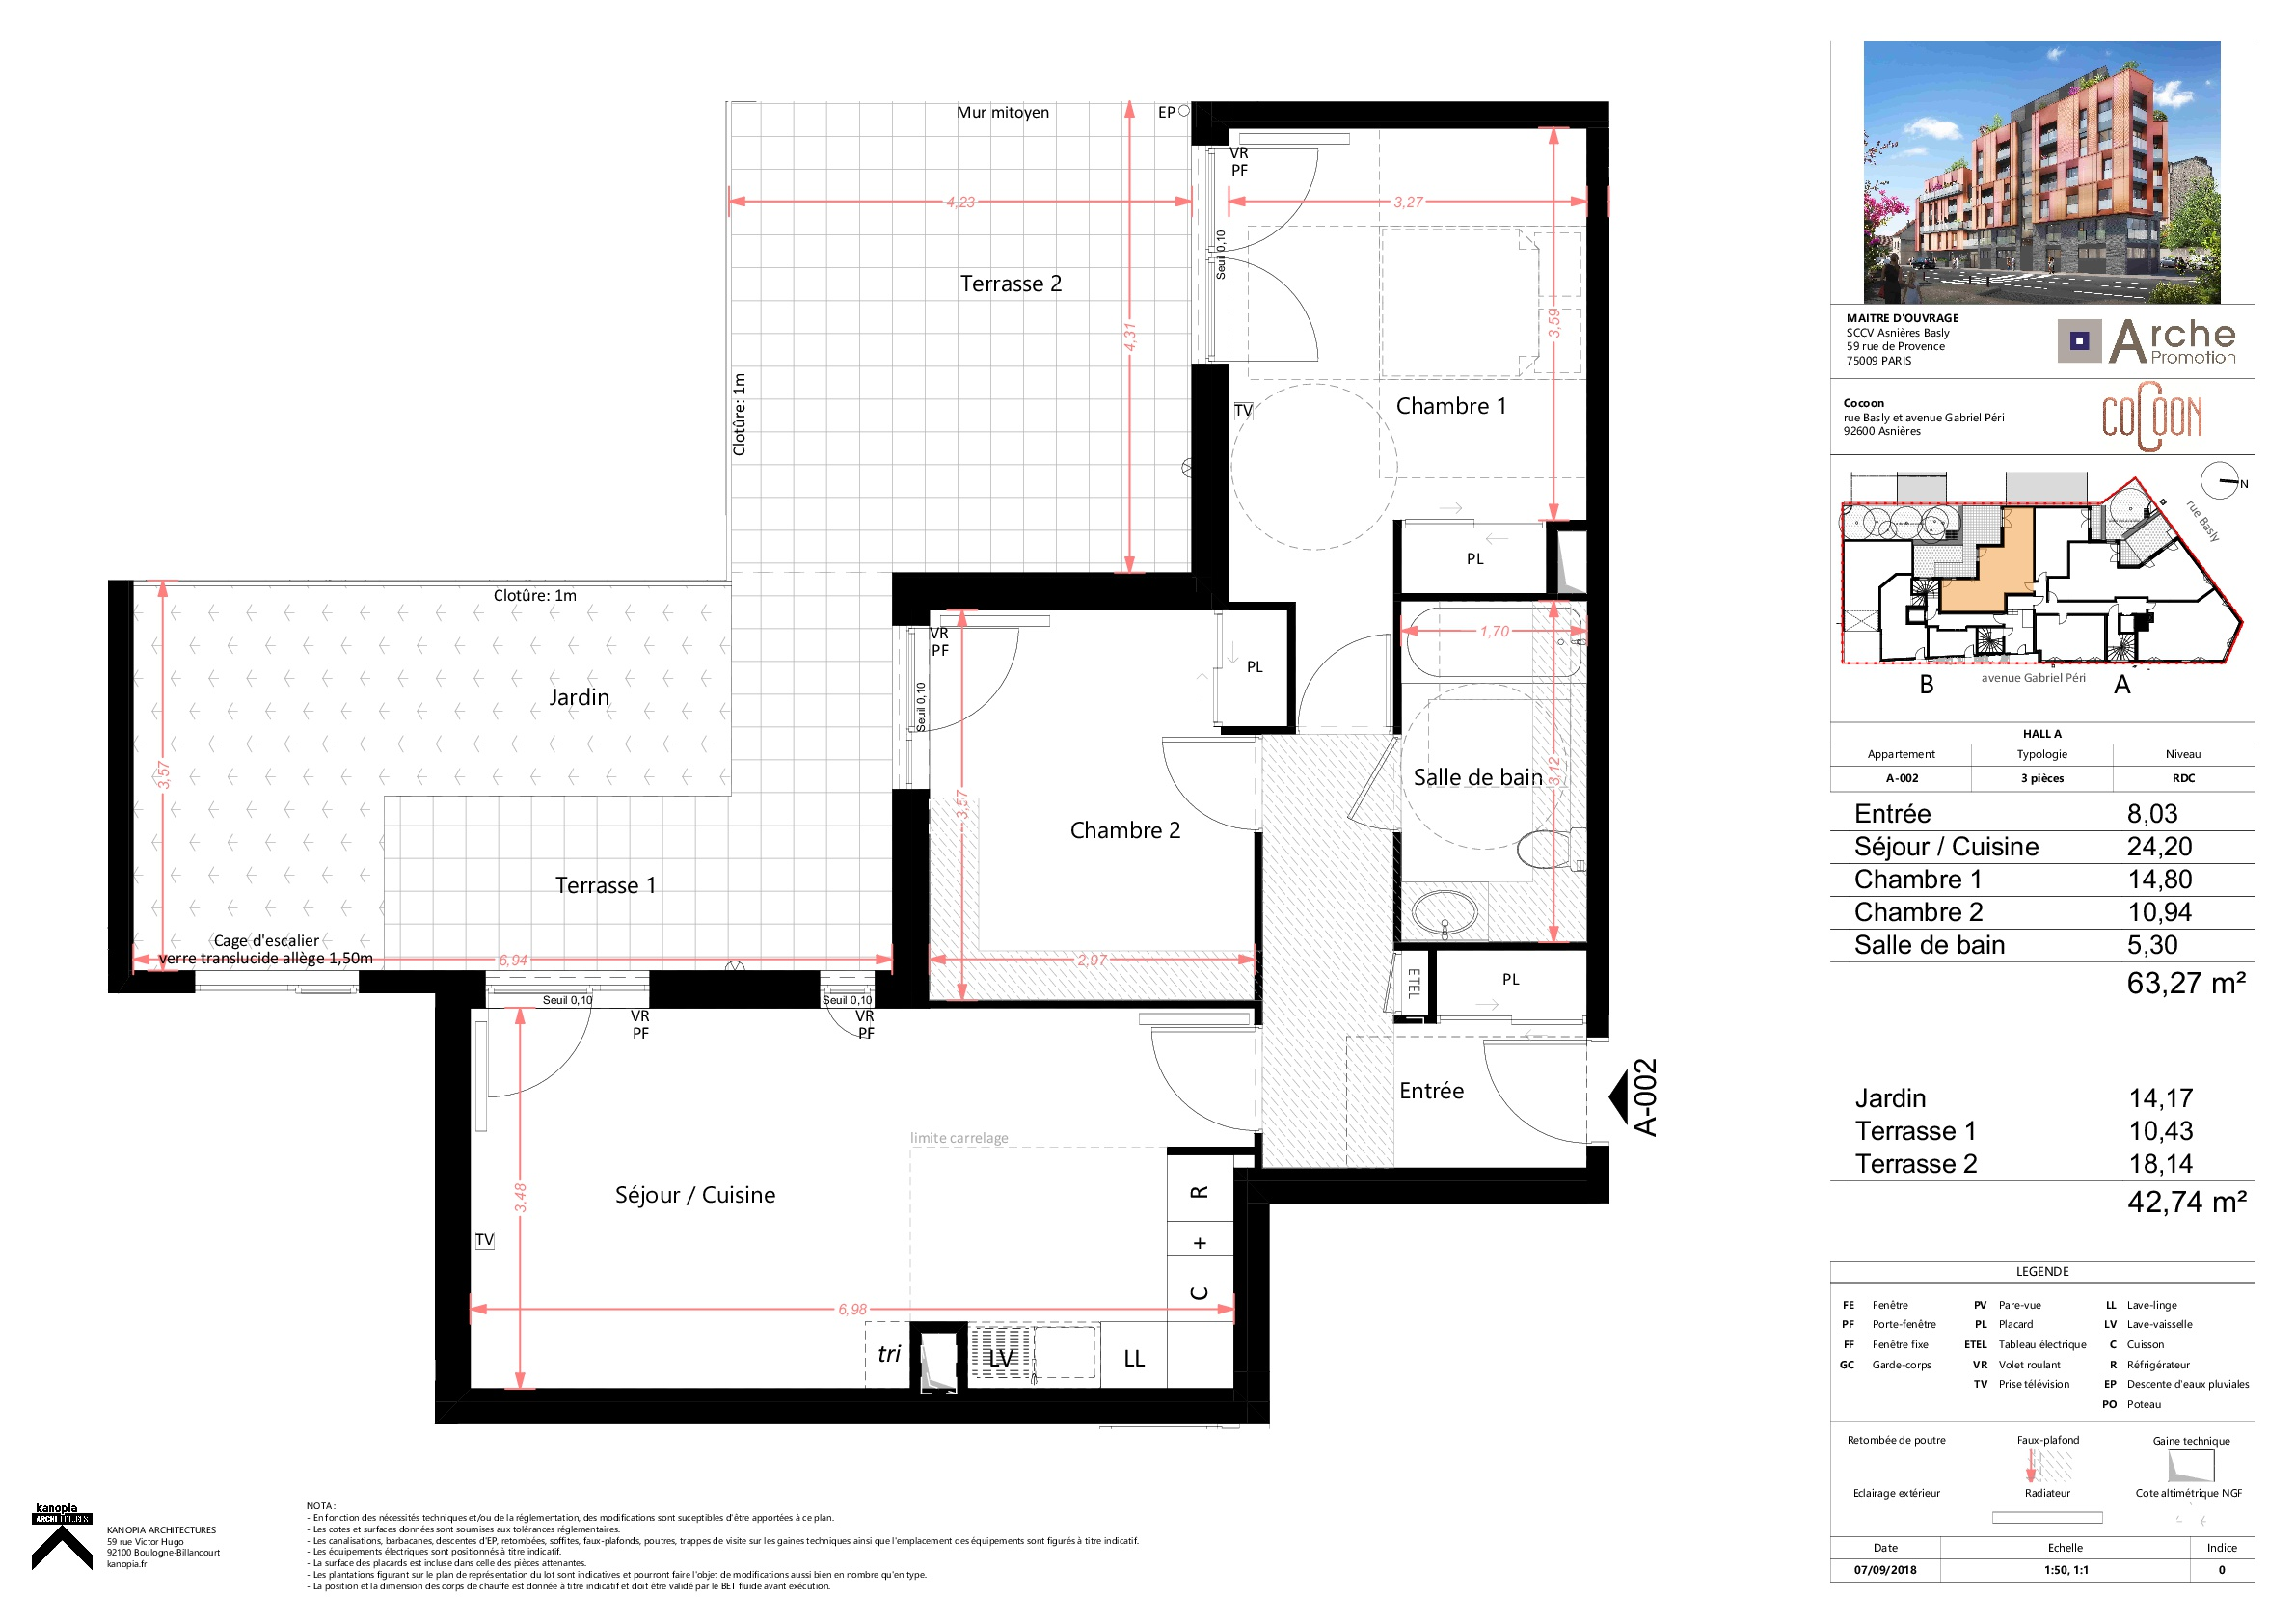 Mur mitoyen
EP
VR
PF
4,23
3,27
Seuil 0,10
Terrasse 2
4,31
3,59
Clotûre: 1m
TV
Chambre 1
PL
Clotûre: 1m
VR
PF
1,70
PL
Jardin
Seuil 0,10
3,57
3,57
3,12
Salle de bain
Chambre 2
Terrasse 1
Cage d'escalier
verre translucide allège 1,50m
6,94
2,97
ETEL
PL
Seuil 0,10
Seuil 0,10
VR
PF
VR
PF
Entrée
A-002
limite carrelage
Séjour / Cuisine
3,48
R
+
C
TV
6,98
tri
LV
LL
MAITRE D'OUVRAGE
SCCV Asnières Basly
59 rue de Provence
75009 PARIS
Arche
Promotion
Cocoon
rue Basly et avenue Gabriel Péri
92600 Asnières
COCOON
N
rue Basly
avenue Gabriel Péri
B
A
HALL A
Appartement Typologie Niveau
A-002 3 pièces RDC
Entrée 8,03
Séjour / Cuisine 24,20
Chambre 1 14,80
Chambre 2 10,94
Salle de bain 5,30
63,27 m²
Jardin 14,17
Terrasse 1 10,43
Terrasse 2 18,14
42,74 m²
LEGENDE
FE Fenêtre PV Pare-vue LL Lave-linge
PF Porte-fenêtre PL Placard LV Lave-vaisselle
FF Fenêtre fixe ETEL Tableau électrique C Cuisson
GC Garde-corps VR Volet roulant R Réfrigérateur
TV Prise télévision EP Descente d'eaux pluviales
PO Poteau
Retombée de poutre Faux-plafond Gaine technique
Eclairage extérieur Radiateur Cote altimétrique NGF
Date Echelle Indice
07/09/2018 1:50, 1:1 0
kanopia
ARCHITECTURES
KANOPIA ARCHITECTURES
59 rue Victor Hugo
92100 Boulogne-Billancourt
kanopia.fr
NOTA :
- En fonction des nécessités techniques et/ou de la réglementation, des modifications sont suceptibles d'être apportées à ce plan.
- Les cotes et surfaces données sont soumises aux tolérances réglementaires.
- Les canalisations, barbacanes, descentes d'EP, retombées, soffites, faux-plafonds, poutres, trappes de visite sur les gaines techniques ainsi que l'emplacement des équipements sont figurés à titre indicatif.
- Les équipements électriques sont positionnés à titre indicatif.
- La surface des placards est incluse dans celle des pièces attenantes.
- Les plantations figurant sur le plan de représentation du lot sont indicatives et pourront faire l'objet de modifications aussi bien en nombre qu'en type.
- La position et la dimension des corps de chauffe est donnée à titre indicatif et doit être validé par le BET fluide avant exécution.